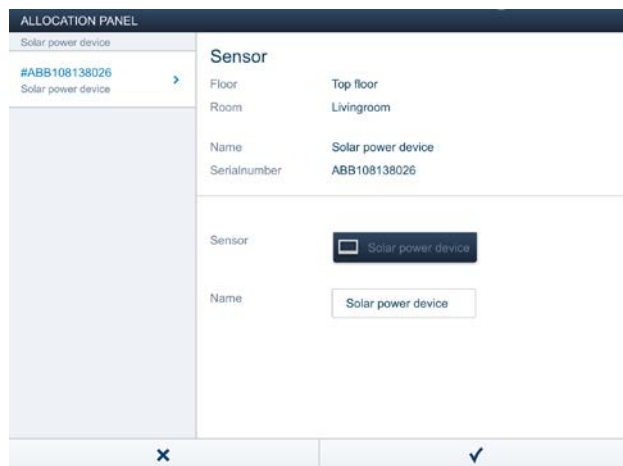 ALLOCATION PANEL
Solar power device
#ABB108138026
Solar power device
Sensor
Floor Top floor
Room Livingroom
Name Solar power device
Serialnumber ABB108138026
Sensor Solar power device
Name Solar power device